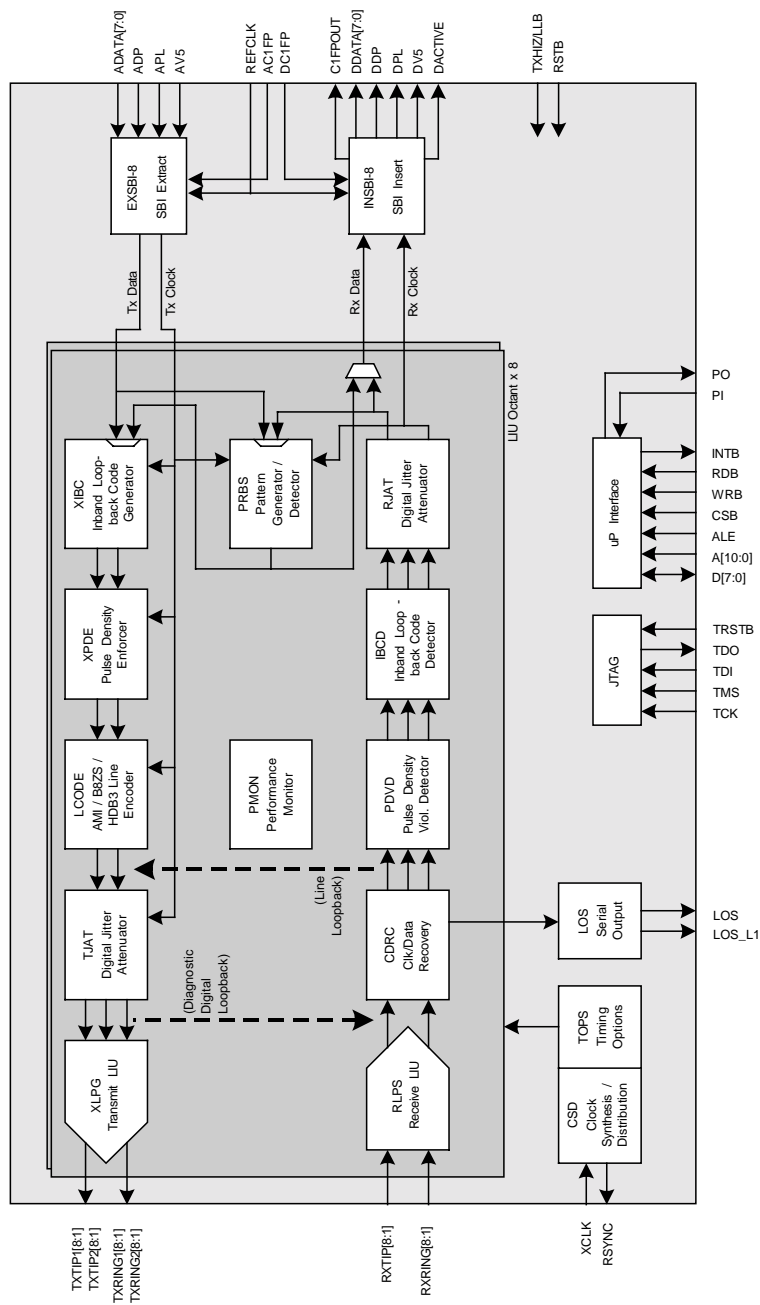 ADATA[7:0]
ADP
APL
AV5
REFCLK
AC1FP
DC1FP
C1FPOUT
DDATA[7:0]
DDP
DPL
DV5
DACTIVE
TXHIZ/LLB
RSTB
EXSBI-8
SBI Extract
INSBI-8
SBI Insert
Tx Data
Tx Clock
Rx Data
Rx Clock
LIU Octant x 8
XIBC
Inband Loop-
back Code
Generator
PRBS
Pattern
Generator /
Detector
RJAT
Digital Jitter
Attenuator
XPDE
Pulse Density
Enforcer
IBCD
Inband Loop -
back Code
Detector
LCODE
AMI / B8ZS /
HDB3 Line
Encoder
PMON
Performance
Monitor
PDVD
Pulse Density
Viol. Detector
(Line
Loopback)
TJAT
Digital Jitter
Attenuator
CDRC
Clk/Data
Recovery
(Diagnostic
Digital
Loopback)
XLPG
Transmit LIU
RLPS
Receive LIU
LOS
Serial
Output
TOPS
Timing
Options
CSD
Clock
Synthesis /
Distribution
uP Interface
JTAG
PO
PI
INTB
RDB
WRB
CSB
ALE
A[10:0]
D[7:0]
TRSTB
TDO
TDI
TMS
TCK
LOS
LOS_L1
TXTIP1[8:1]
TXTIP2[8:1]
TXRING1[8:1]
TXRING2[8:1]
RXTIP[8:1]
RXRING[8:1]
XCLK
RSYNC